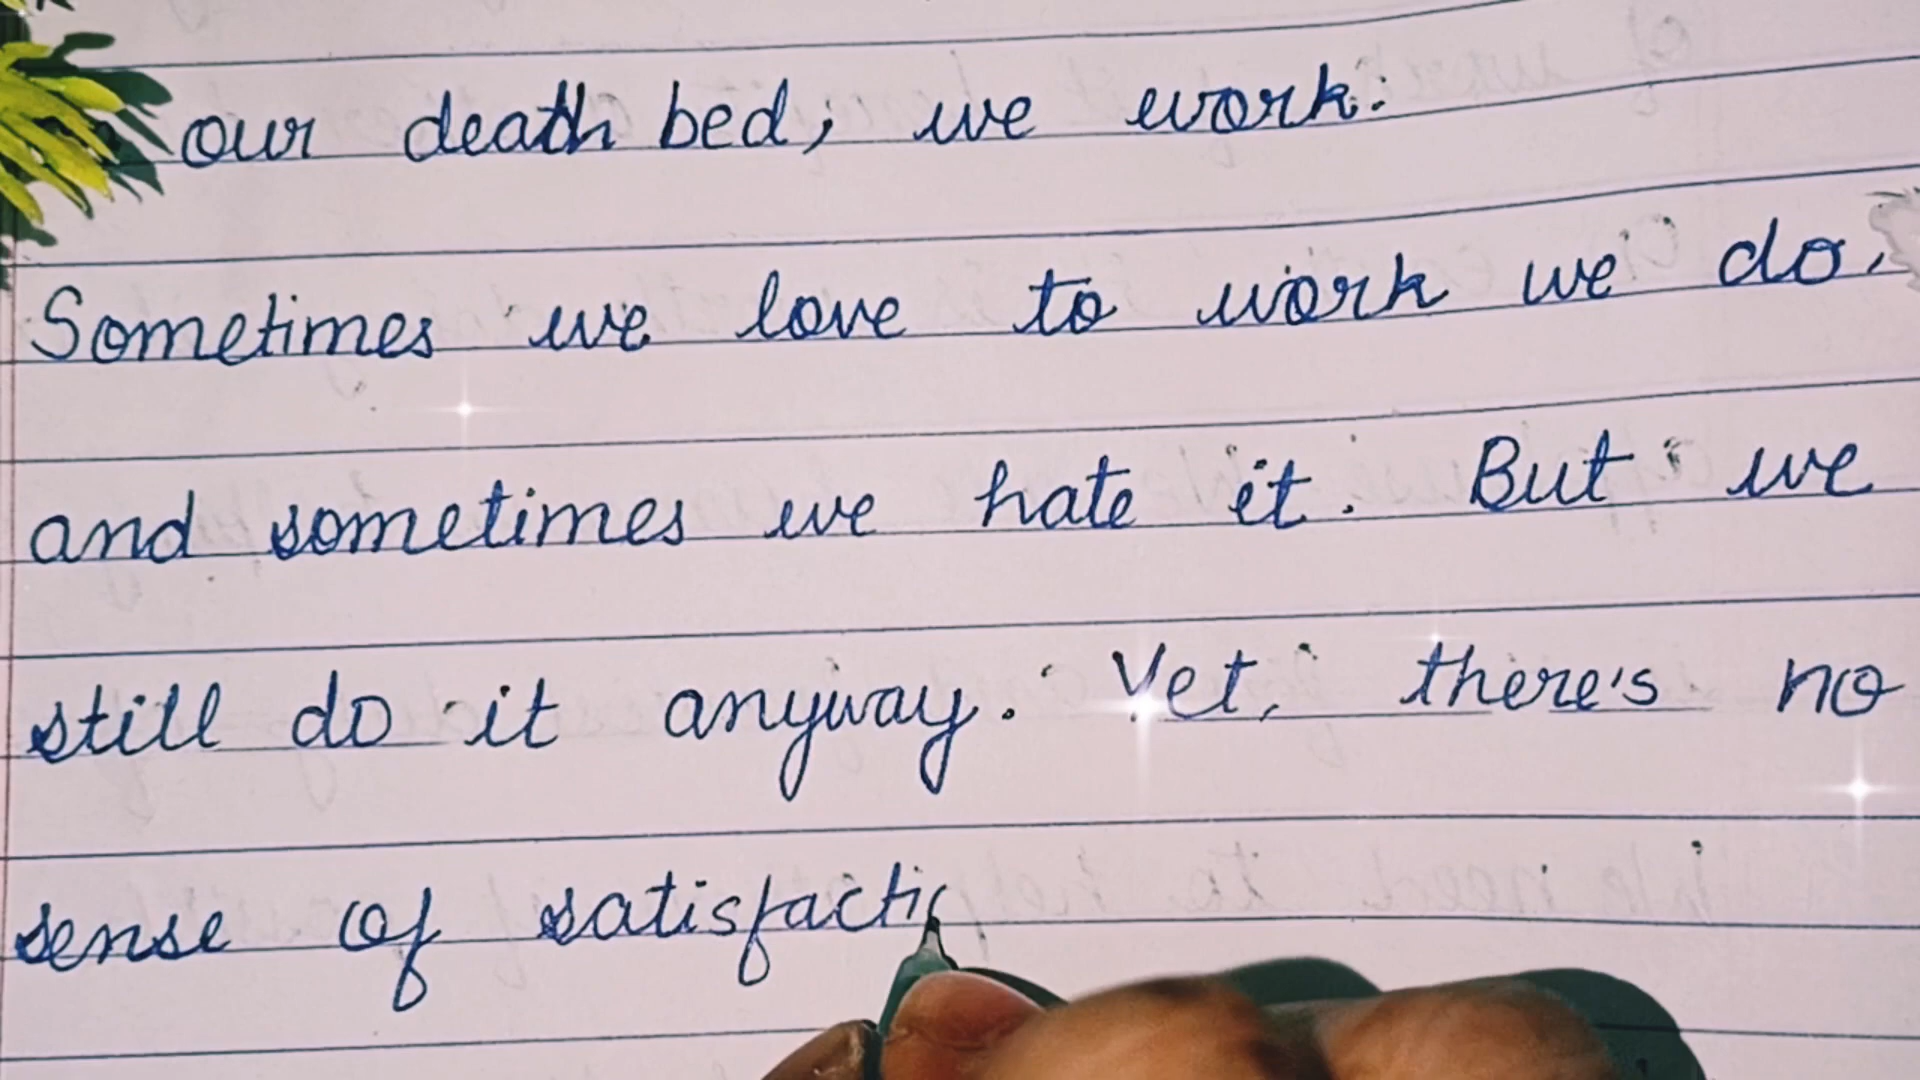 our death bed, we work.
Sometimes we love to work we do,
and sometimes we hate it. But we
still do it anyway. Yet, there's no
sense of satisfactic